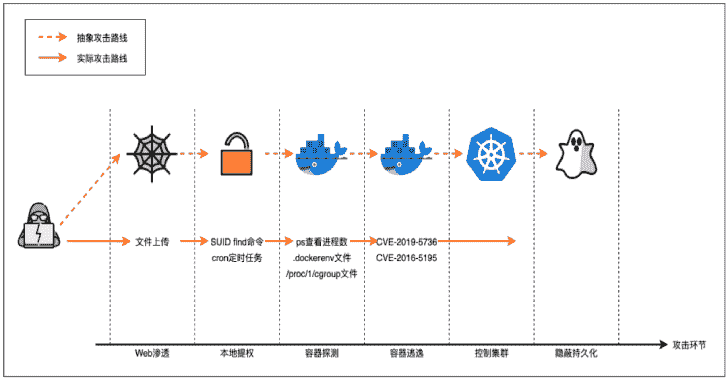 抽象攻击路线
实际攻击路线
文件上传
SUID find命令
cron定时任务
ps查看进程数
.dockerenv文件
/proc/1/cgroup文件
CVE-2019-5736
CVE-2016-5195
Web渗透
本地提权
容器探测
容器逃逸
控制集群
隐蔽持久化
攻击环节